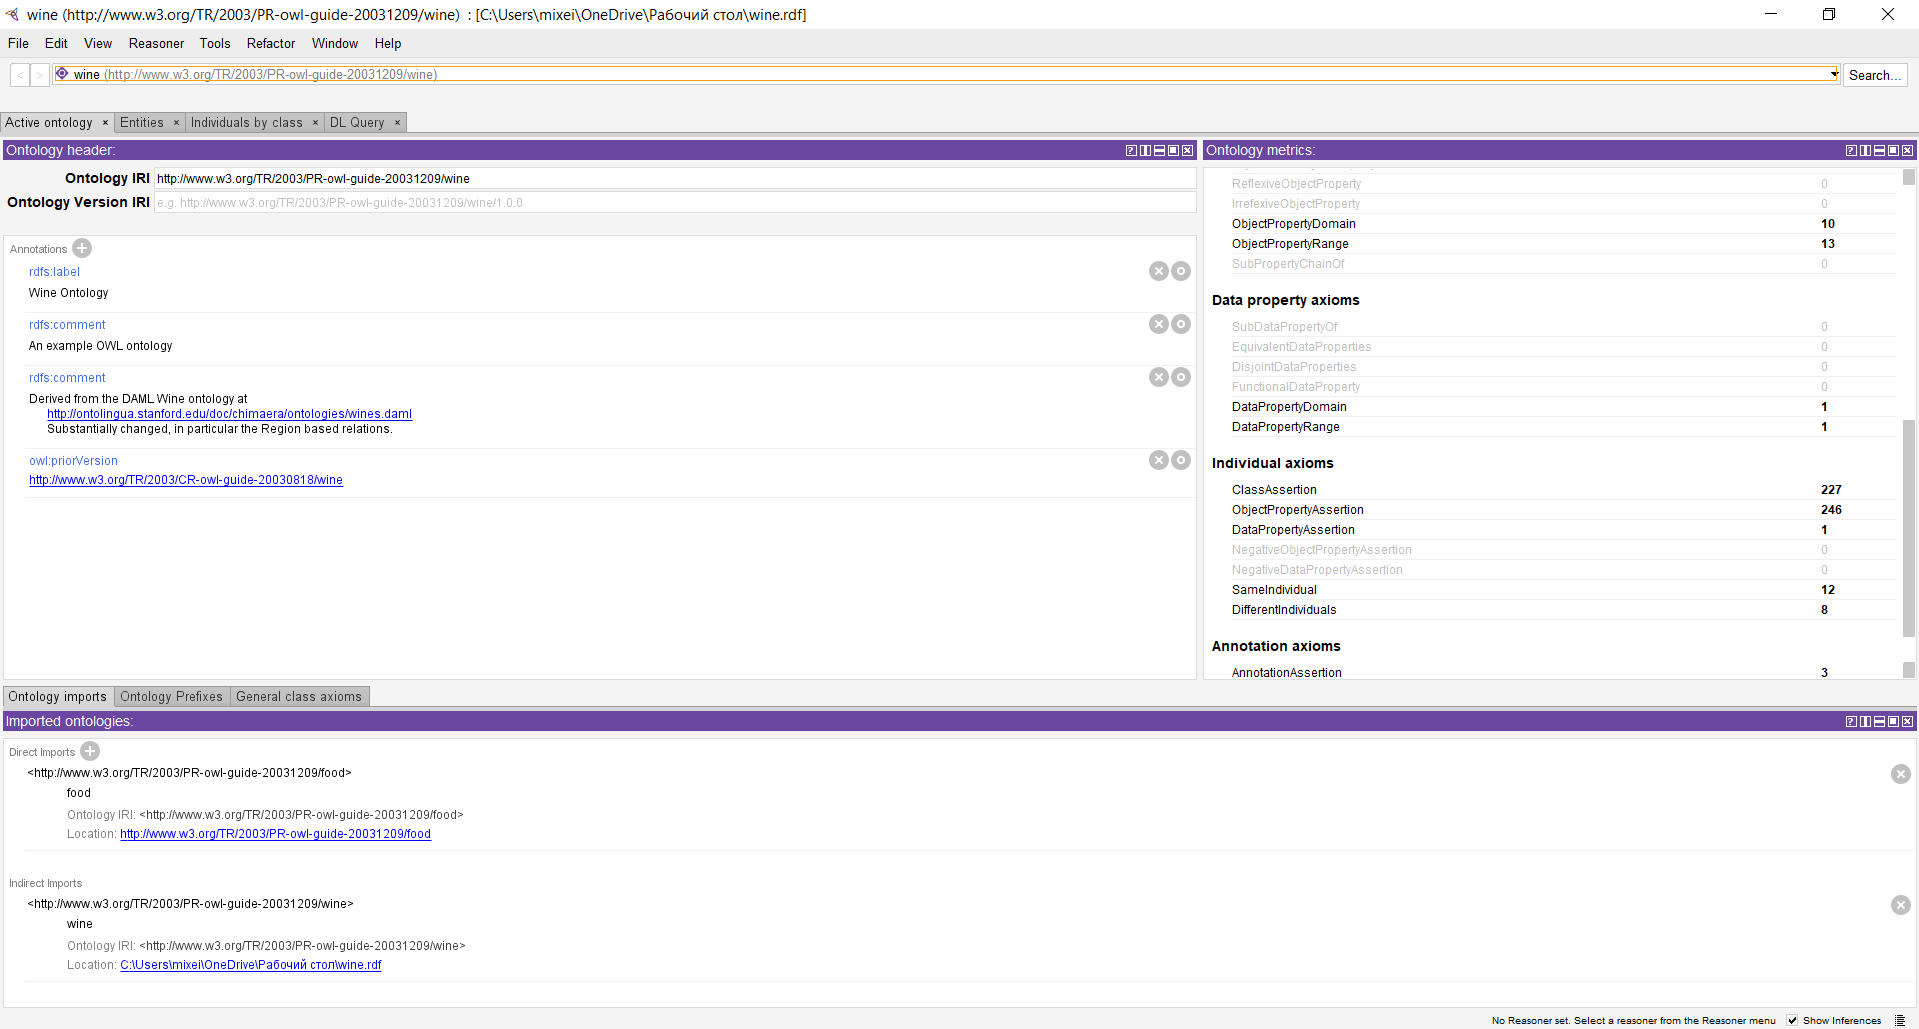 wine (http://www.w3.org/TR/2003/PR-owl-guide-20031209/wine) : [C:\Users\mixei\OneDrive\Рабочий стол\wine.rdf]
File Edit View Reasoner Tools Refactor Window Help
< > wine (http://www.w3.org/TR/2003/PR-owl-guide-20031209/wine) Search...
Active ontology × Entities × Individuals by class × DL Query ×
Ontology header:
Ontology IRI http://www.w3.org/TR/2003/PR-owl-guide-20031209/wine
Ontology Version IRI e.g. http://www.w3.org/TR/2003/PR-owl-guide-20031209/wine/1.0.0
Annotations
rdfs:label
Wine Ontology
rdfs:comment
An example OWL ontology
rdfs:comment
Derived from the DAML Wine ontology at
http://ontolingua.stanford.edu/doc/chimaera/ontologies/wines.daml
Substantially changed, in particular the Region based relations.
owl:priorVersion
http://www.w3.org/TR/2003/CR-owl-guide-20030818/wine
Ontology metrics:
ReflexiveObjectProperty 0
IrrefexiveObjectProperty 0
ObjectPropertyDomain 10
ObjectPropertyRange 13
SubPropertyChainOf 0
Data property axioms
SubDataPropertyOf 0
EquivalentDataProperties 0
DisjointDataProperties 0
FunctionalDataProperty 0
DataPropertyDomain 1
DataPropertyRange 1
Individual axioms
ClassAssertion 227
ObjectPropertyAssertion 246
DataPropertyAssertion 1
NegativeObjectPropertyAssertion 0
NegativeDataPropertyAssertion 0
SameIndividual 12
DifferentIndividuals 8
Annotation axioms
AnnotationAssertion 3
Ontology imports Ontology Prefixes General class axioms
Imported ontologies:
Direct Imports
<http://www.w3.org/TR/2003/PR-owl-guide-20031209/food>
food
Ontology IRI: <http://www.w3.org/TR/2003/PR-owl-guide-20031209/food>
Location: http://www.w3.org/TR/2003/PR-owl-guide-20031209/food
Indirect Imports
<http://www.w3.org/TR/2003/PR-owl-guide-20031209/wine>
wine
Ontology IRI: <http://www.w3.org/TR/2003/PR-owl-guide-20031209/wine>
Location: C:\Users\mixei\OneDrive\Рабочий стол\wine.rdf
No Reasoner set. Select a reasoner from the Reasoner menu Show Inferences